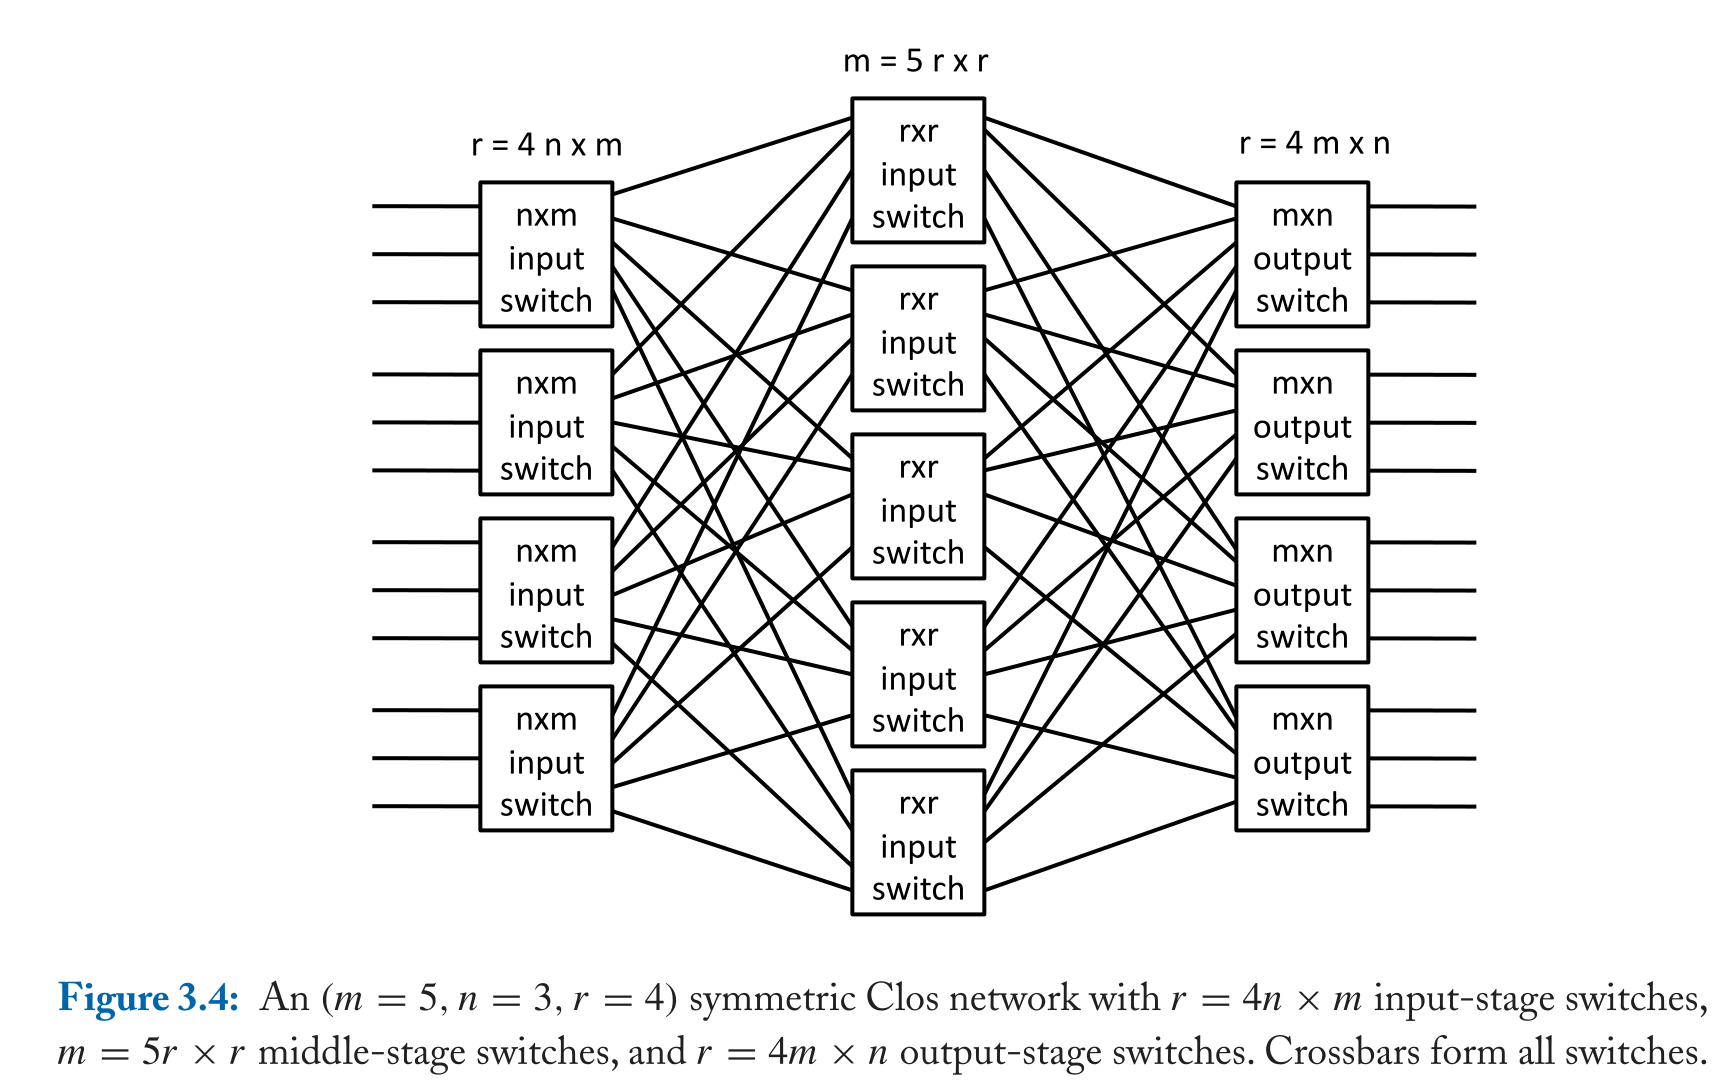 m = 5 r x r
r = 4 n x m
r = 4 m x n
nxm
input
switch
nxm
input
switch
nxm
input
switch
nxm
input
switch
rxr
input
switch
rxr
input
switch
rxr
input
switch
rxr
input
switch
rxr
input
switch
mxn
output
switch
mxn
output
switch
mxn
output
switch
mxn
output
switch
Figure 3.4: An (m = 5, n = 3, r = 4) symmetric Clos network with r = 4n × m input-stage switches,
m = 5r × r middle-stage switches, and r = 4m × n output-stage switches. Crossbars form all switches.